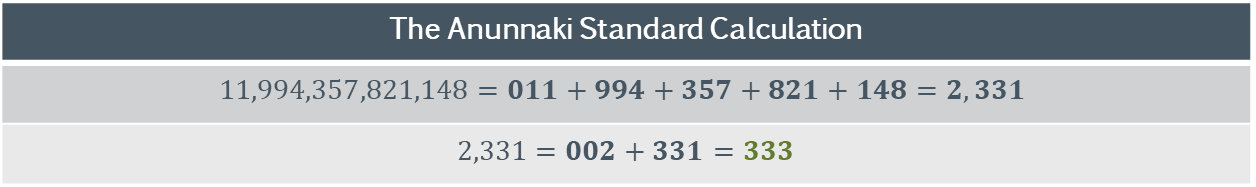 The Anunnaki Standard Calculation
11,994,357,821,148 = 011 + 994 + 357 + 821 + 148 = 2,331
2,331 = 002 + 331 = 333